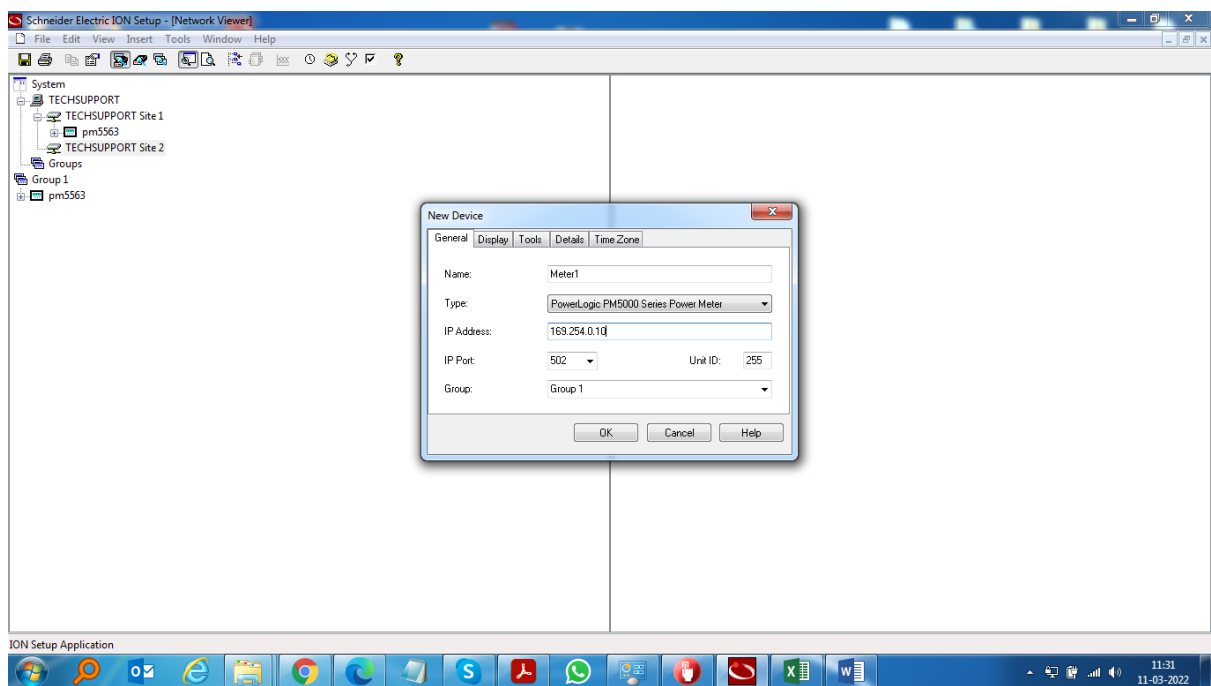 Schneider Electric ION Setup - [Network Viewer]
File Edit View Insert Tools Window Help
System
TECHSUPPORT
TECHSUPPORT Site 1
pm5563
TECHSUPPORT Site 2
Groups
Group 1
pm5563
New Device
General Display Tools Details Time Zone
Name: Meter1
Type: PowerLogic PM5000 Series Power Meter
IP Address: 169.254.0.10
IP Port: 502 Unit ID: 255
Group: Group 1
OK Cancel Help
ION Setup Application
11:31
11-03-2022